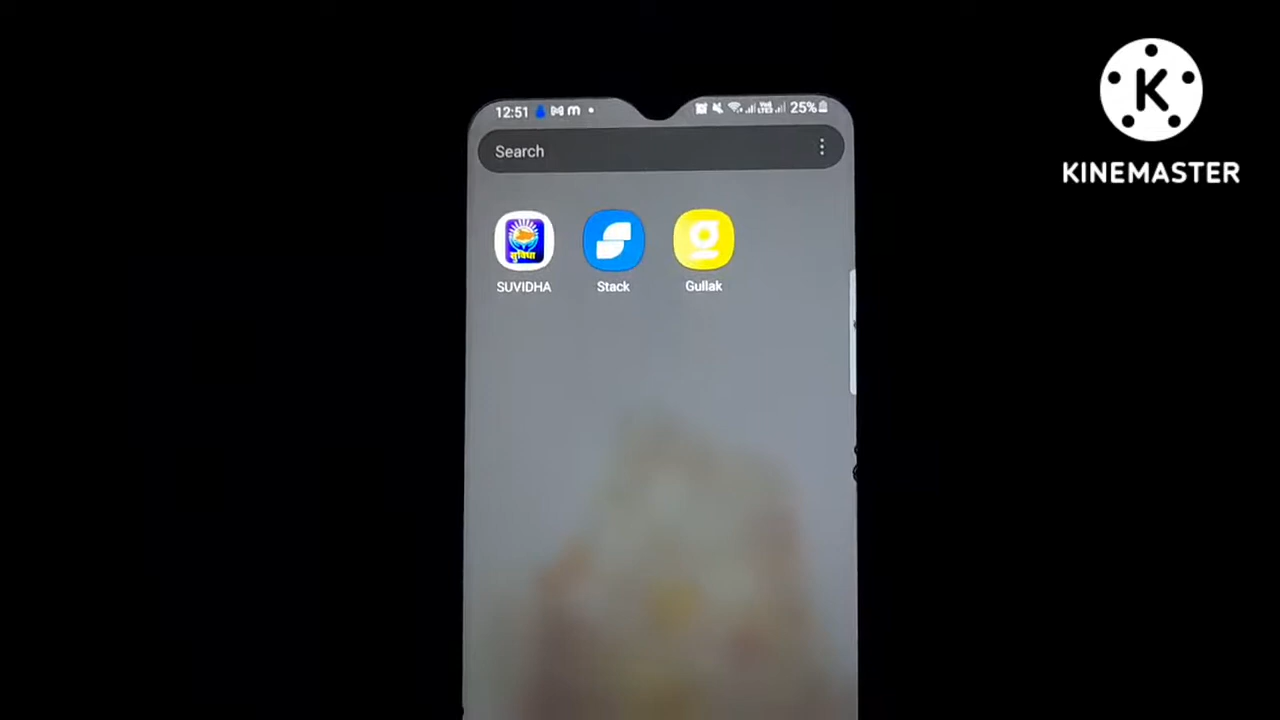 12:51 m 25%
KINEMASTER
Search
सुविधा
SUVIDHA Stack Gullak